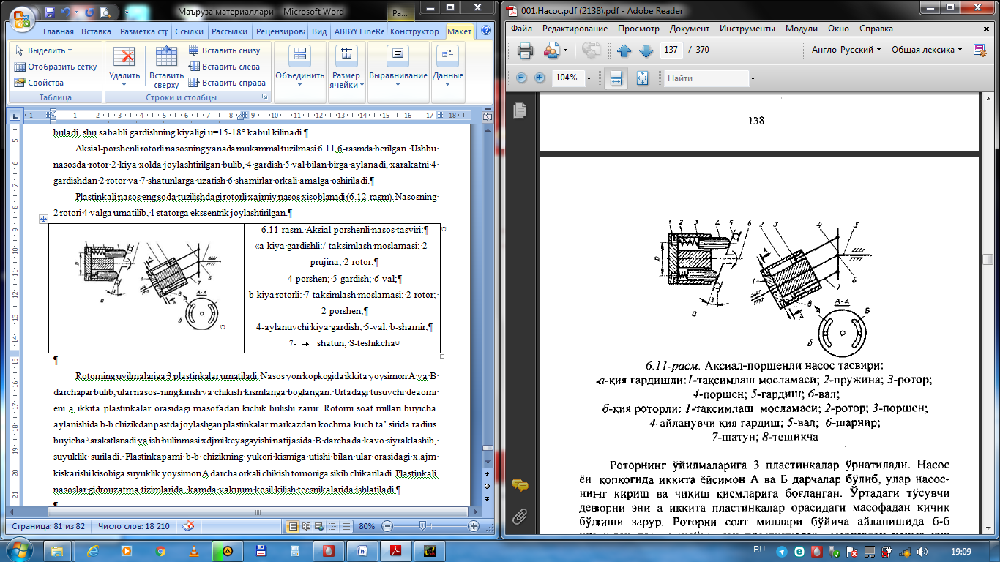 Маъруза материаллари - Microsoft Word
Ра...
Главная Вставка Разметка стр Ссылки Рассылки Рецензирова Вид ABBYY FineRe Конструктор Макет
Выделить
Отобразить сетку
Свойства
Таблица
Удалить
Вставить сверху
Вставить снизу
Вставить слева
Вставить справа
Строки и столбцы
Объединить
Размер ячейки
Выравнивание
Данные
buladi, shu sababli gardishning kiyaligi u=15-18° kabul kilinadi.¶
Aksial-porshenli rotorli nasosning yanada mukammal tuzilmasi 6.11,6-rasmda berilgan. Ushbu
nasosda rotor 2 kiya xolda joylashtirilgan bulib, 4 gardish 5 val bilan birga aylanadi, xarakatni 4
gardishdan 2 rotor va 7 shatunlarga uzatish 6 shamirlar orkali amalga oshiriladi.¶
Plastinkali nasos eng soda tuzilishdagi rotorli xajmiy nasos xisoblanadi (6.12-rasm). Nasosning
2 rotori 4 valga urnatilib, 1 statorga ekssentrik joylashtirilgan.¶
6.11-rasm. Aksial-porshenli nasos tasviri:¶
«a-kiya gardishli:/-taksimlash moslamasi; 2-
prujina; 2-rotor;¶
4-porshen; 5-gardish; 6-val;¶
b-kiya rotorli: 7-taksimlash moslamasi; 2-rotor;
2-porshen;¶
4-aylanuvchi kiya gardish; 5-val; b-shamir;¶
7- → shatun; S-teshikcha¤
¶
Rotorning uyilmalariga 3 plastinkalar urnatiladi. Nasos yon kopkogida ikkita yoysimon A va B
darchapar bulib, ular nasos- ning kirish va chikish kismlariga boglangan. Urtadagi tusuvchi deaorni
eni a ikkita plastinkalar orasidagi masofadan kichik bulishi zarur. Rotorni soat millari buyicha
aylanishida b-b chizikdan pastda joylashgan plastinkalar markazdan kochma kuch ta'.sirida radius
buyicha \arakatlanadi va ish bulinmasi xdjmi keyagayishi natijasida B darchada kavo siyraklashib,
suyuklik suriladi. Plastinkaparni b-b chizikning yukori kismiga utishi bilan ular orasidagi x.ajm
kiskarishi kisobiga suyuklik yoysimon A darcha orkali chikish tomoniga sikib chikariladi. Plastinkali
nasoslar gidrouzatma tizimlarida, kamda vakuum kosil kilish teesnikalarida ishlatiladi.¶
¶
Страница: 81 из 82 Число слов: 18 210 80%
001.Насос.pdf (2138).pdf - Adobe Reader
Файл Редактирование Просмотр Документ Инструменты Модули Окно Справка
137 / 370
Англо-Русский Общая лексика
104%
Найти
138
1 2 3 4 5 6 2 3 4 5
D
1 7 6
A
8
А-А
Б
а
б
6.11-расм. Аксиал-поршенли насос тасвири:
а-қия гардишли:1-тақсимлаш мосламаси; 2-пружина; 3-ротор;
4-поршен; 5-гардиш; 6-вал;
б-қия роторли: 1-тақсимлаш мосламаси; 2-ротор; 3-поршен;
4-айланувчи қия гардиш; 5-вал; 6-шарнир;
7-шатун; 8-тешикча
Роторнинг ўйилмаларига 3 пластинкалар ўрнатилади. Насос
ён қопқоғида иккита ёйсимон А ва Б дарчалар бўлиб, улар насос-
нинг кириш ва чиқиш қисмларига боғланган. Ўртадаги тўсувчи
деворни эни а иккита пластинкалар орасидаги масофадан кичик
бўлиши зарур. Роторни соат миллари бўйича айланишида б-б
RU
19:09